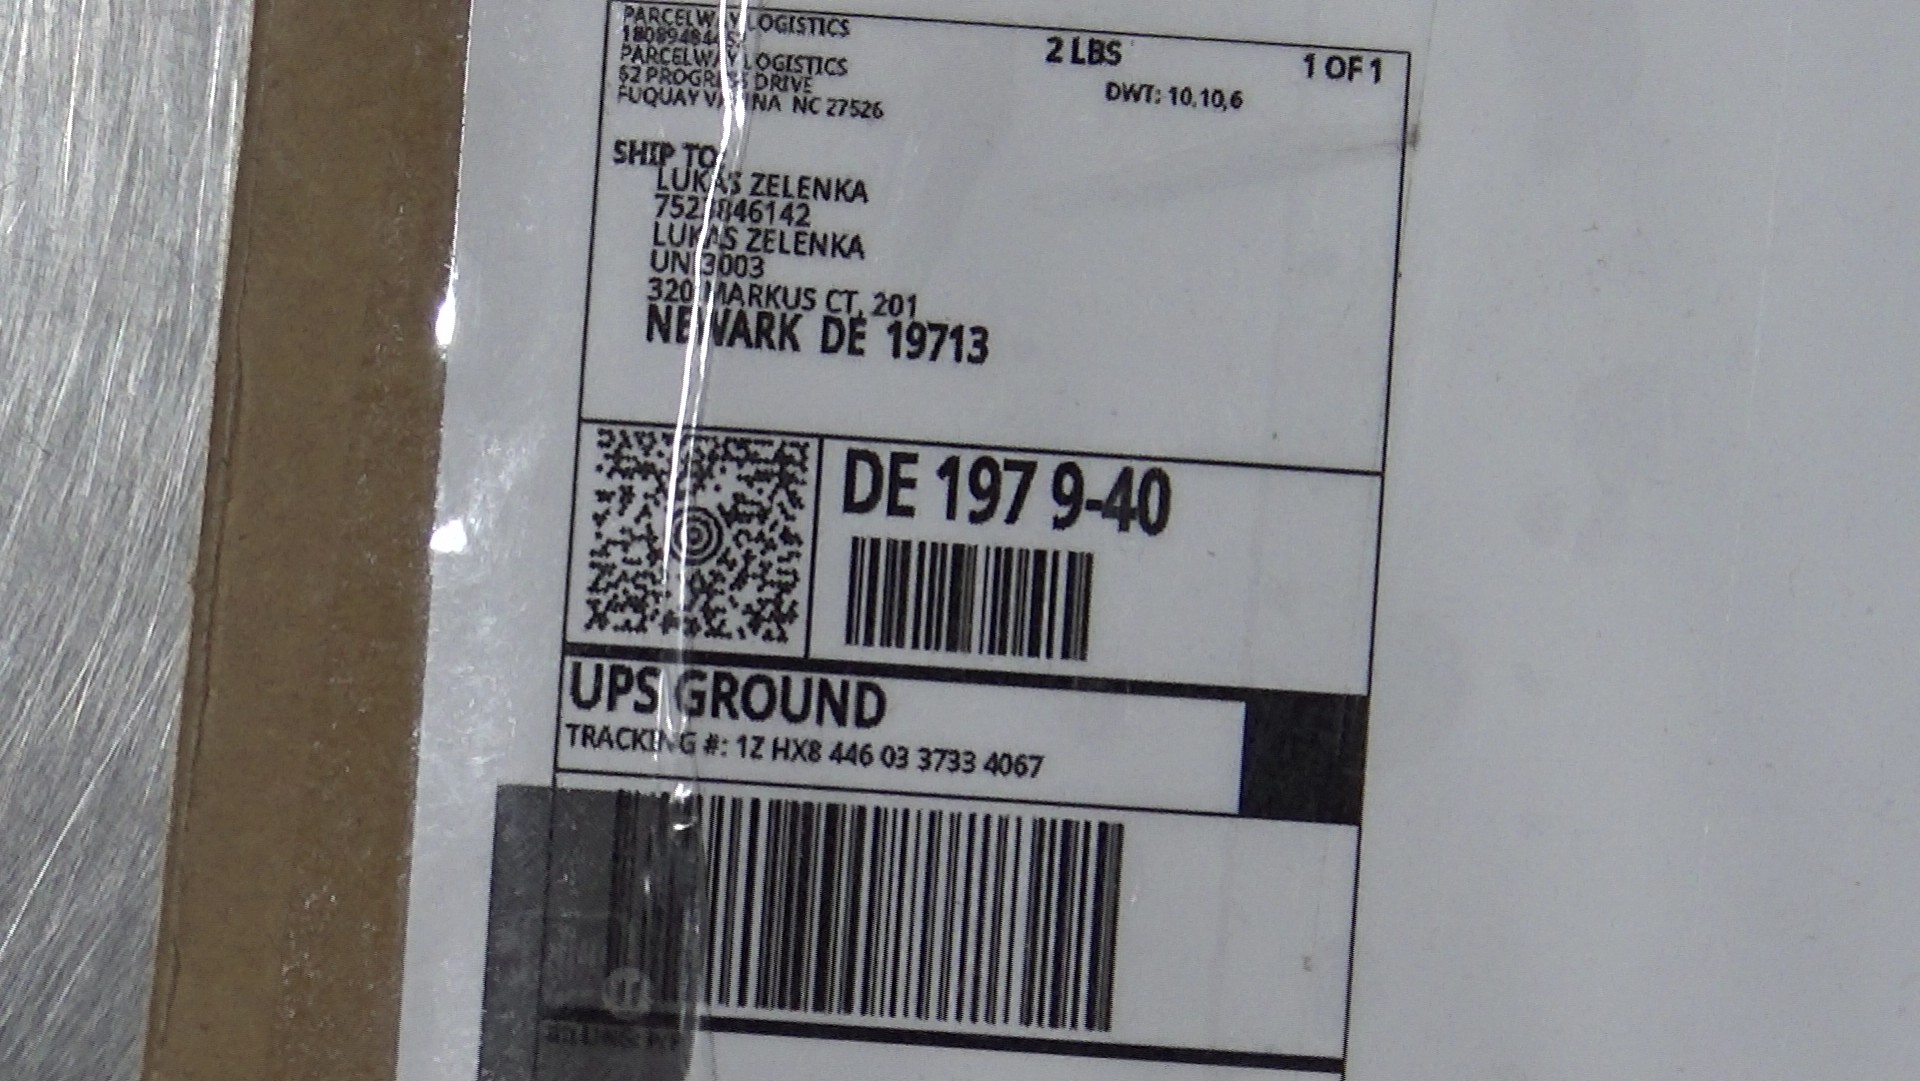 PARCELWAY LOGISTICS
PARCELWAY LOGISTICS
DRIVE
NC 27526
2 LBS
1 OF 1
DWT: 10,10,6
SHIP TO:
LUKAS ZELENKA
LUKAS ZELENKA
320 MARKUS CT, 201
NEWARK DE 19713
DE 197 9-40
UPS GROUND
TRACKING #: 1Z HX8 446 03 3733 4067